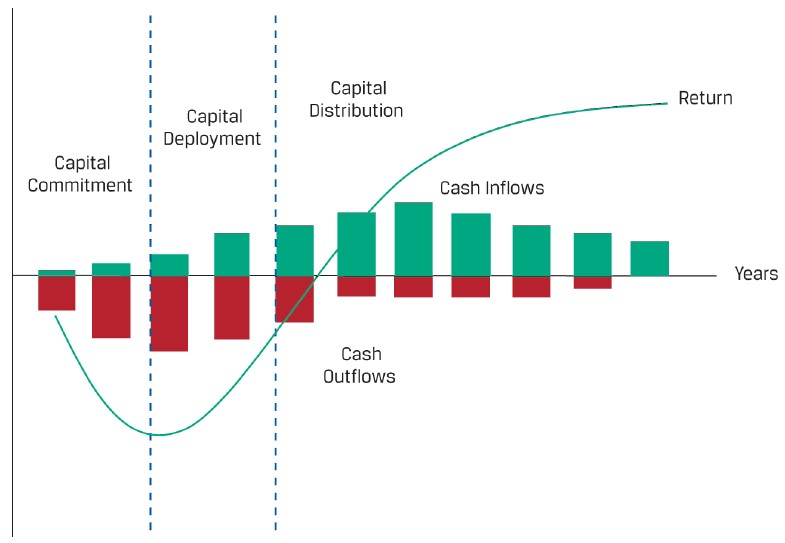 Capital
Commitment
Capital
Deployment
Capital
Distribution
Return
Cash Inflows
Years
Cash
Outflows